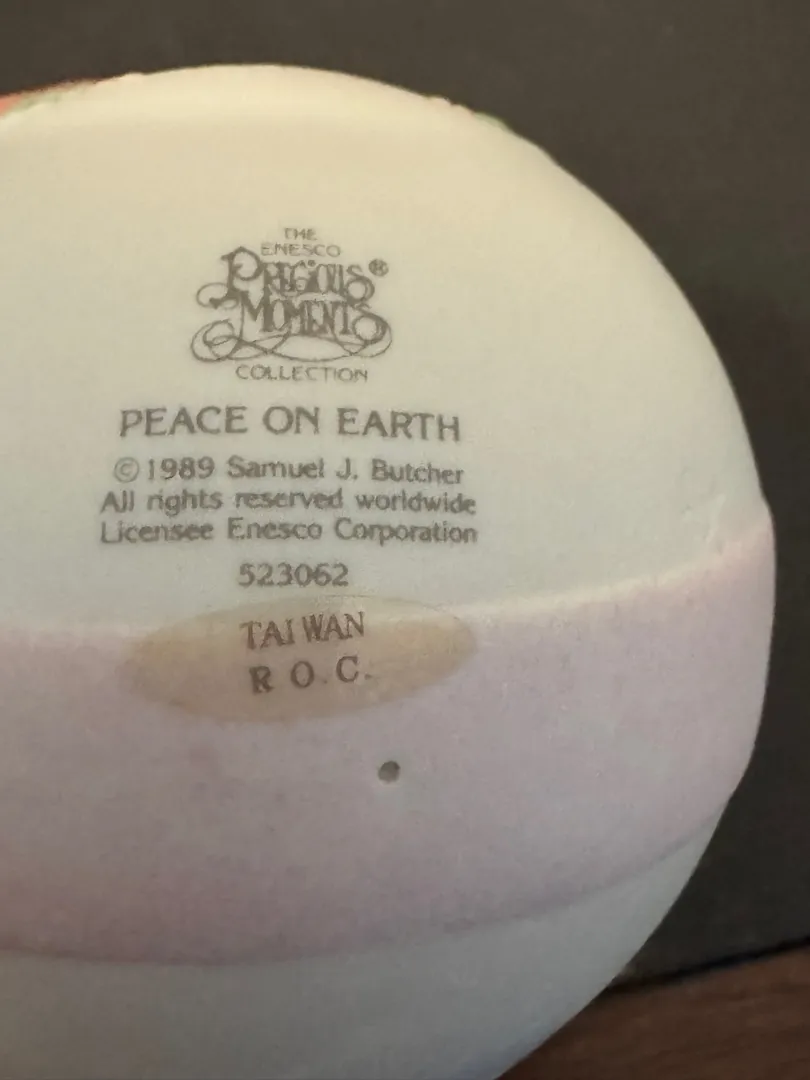 THE
ENESCO
PRECIOUS®
MOMENTS
COLLECTION
PEACE ON EARTH
©1989 Samuel J. Butcher
All rights reserved worldwide
Licensee Enesco Corporation
523062
TAIWAN
R O.C.